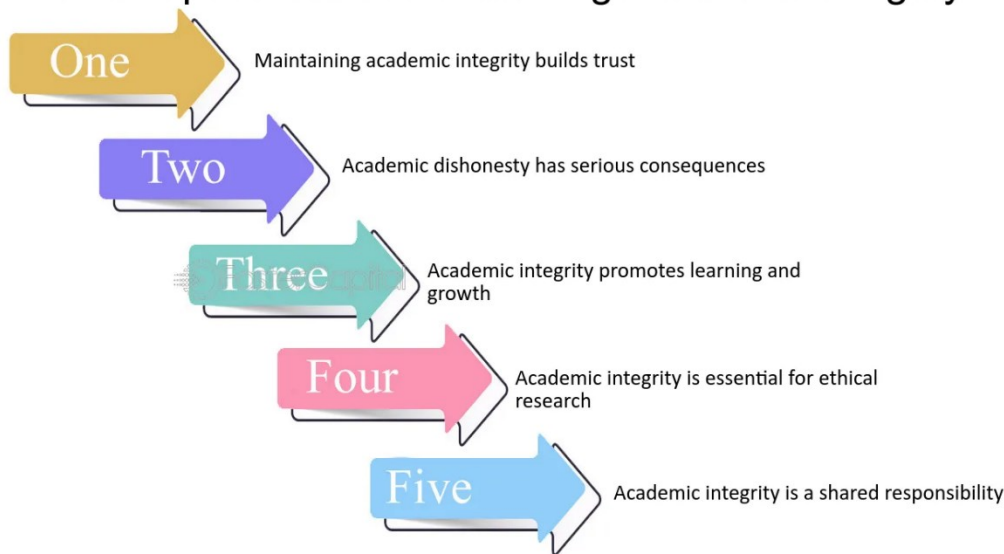 One
Maintaining academic integrity builds trust
Two
Academic dishonesty has serious consequences
Three
Academic integrity promotes learning and
growth
Four
Academic integrity is essential for ethical
research
Five
Academic integrity is a shared responsibility